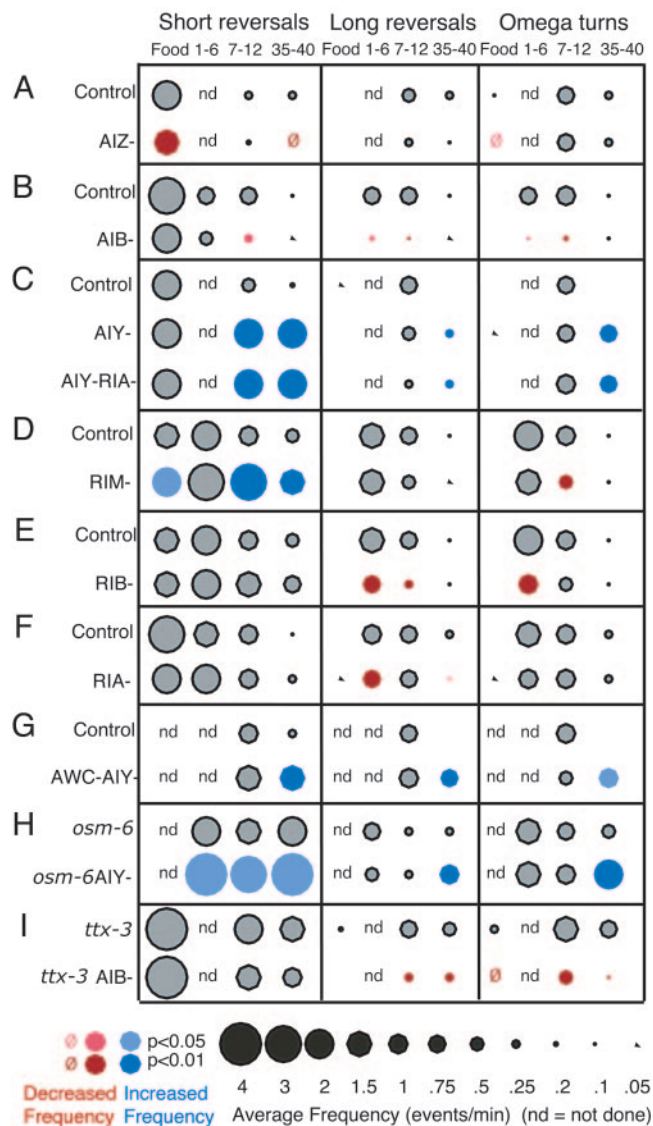 Short reversals Long reversals Omega turns
Food 1-6 7-12 35-40 Food 1-6 7-12 35-40 Food 1-6 7-12 35-40
A Control nd nd nd
AIZ- nd Ø nd Ø nd
B Control
AIB-
C Control nd nd nd
AIY- nd nd nd
AIY-RIA- nd nd nd
D Control
RIM-
E Control
RIB-
F Control
RIA-
G Control nd nd nd nd nd nd
AWC-AIY- nd nd nd nd nd nd
H osm-6 nd nd nd
osm-6AIY- nd nd nd
I ttx-3 nd nd nd
ttx-3 AIB- nd nd Ø nd
Ø p<0.05
Ø p<0.01
4 3 2 1.5 1 .75 .5 .25 .2 .1 .05
Decreased Increased
Frequency Frequency Average Frequency (events/min) (nd = not done)